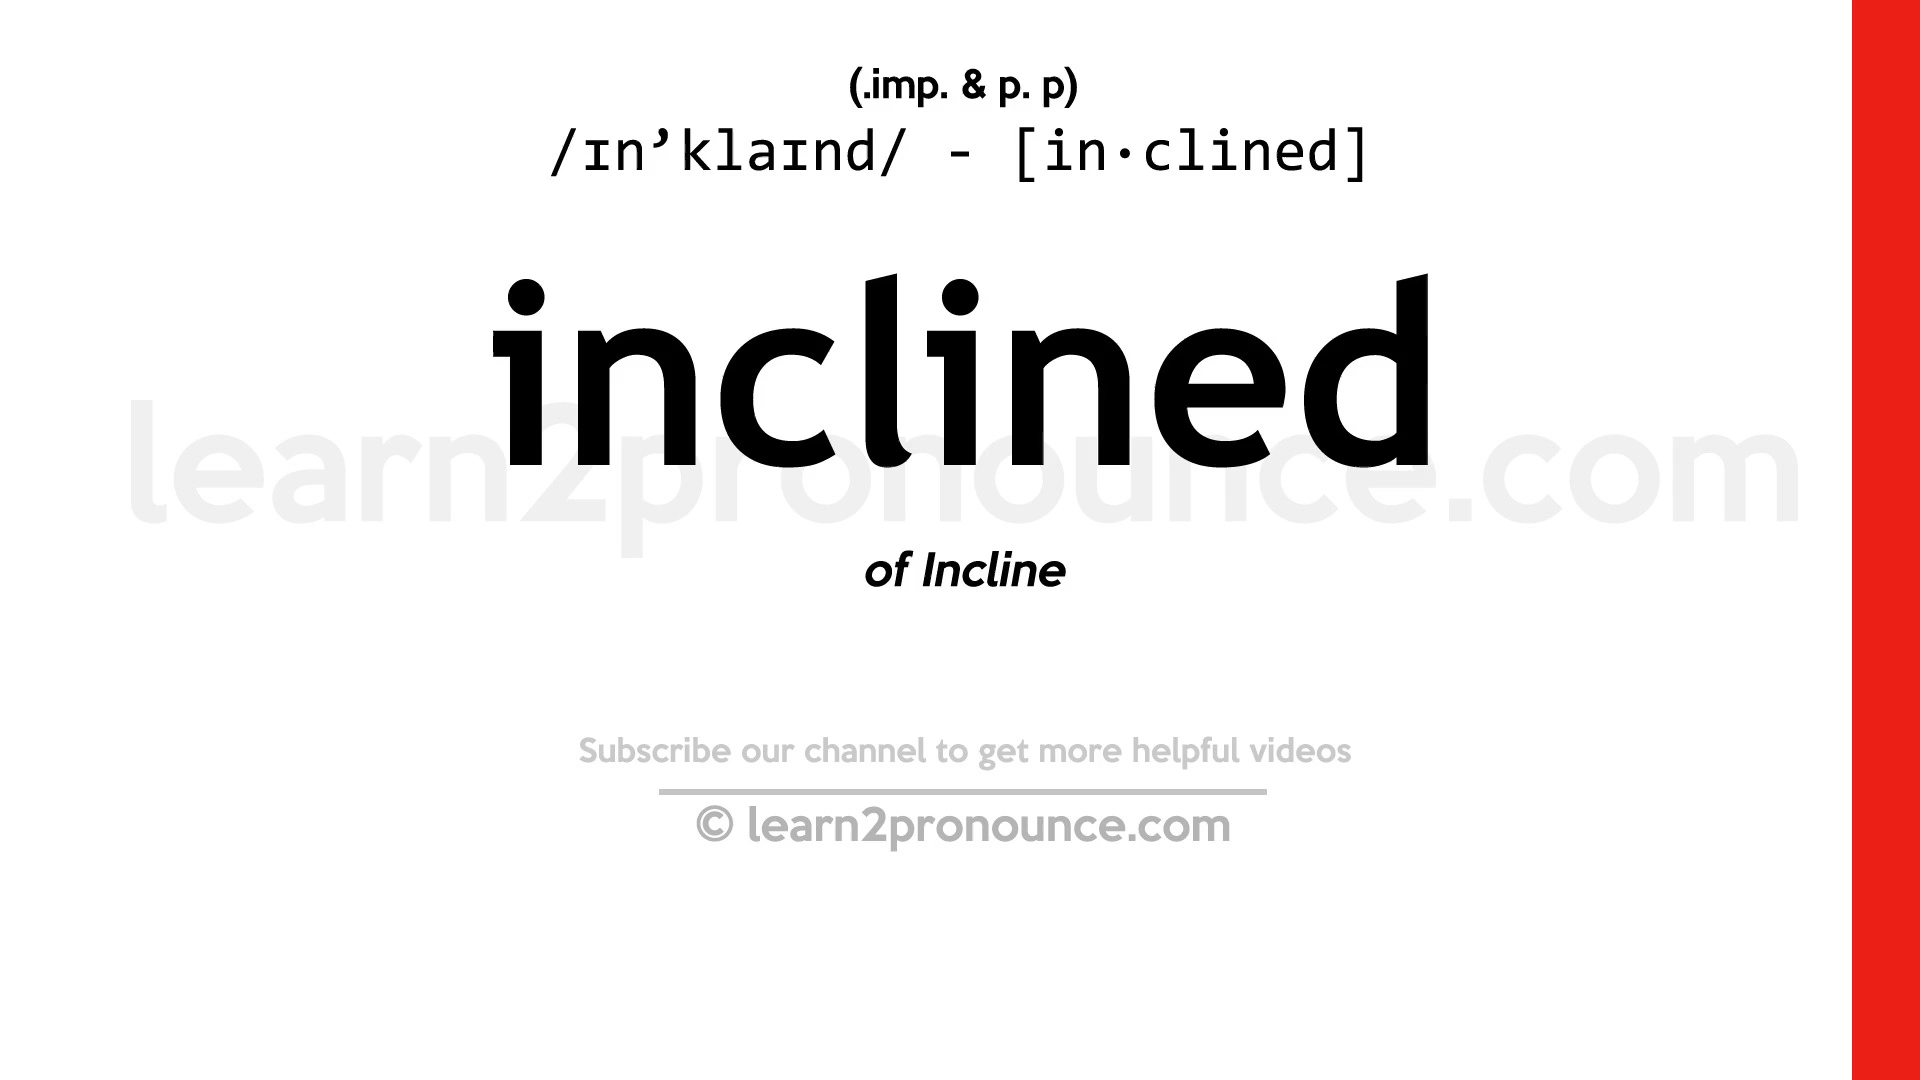 (.imp. & p. p)
/ɪn’klaɪnd/ - [in·clined]
inclined
learn2pronounce.com
of Incline
Subscribe our channel to get more helpful videos
© learn2pronounce.com